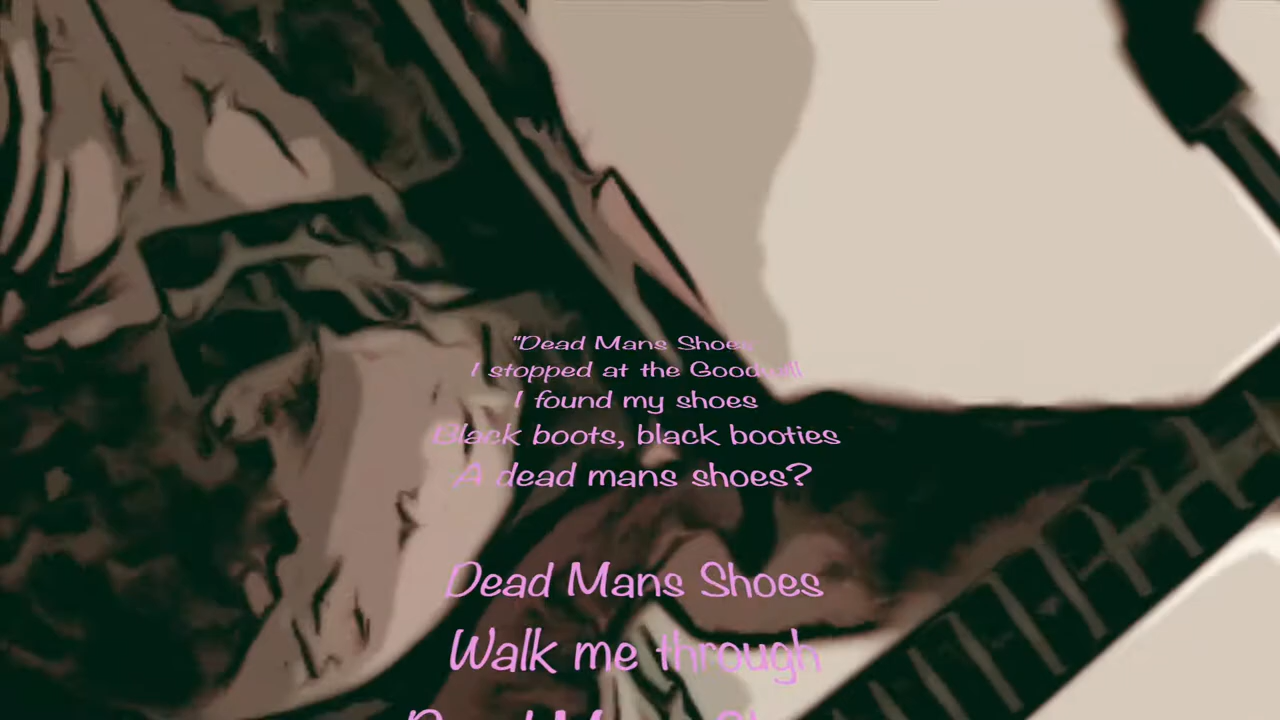 "Dead Mans Shoes
I stopped at the Goodwill
I found my shoes
Black boots, black booties
A dead mans shoes?
Dead Mans Shoes
Walk me through